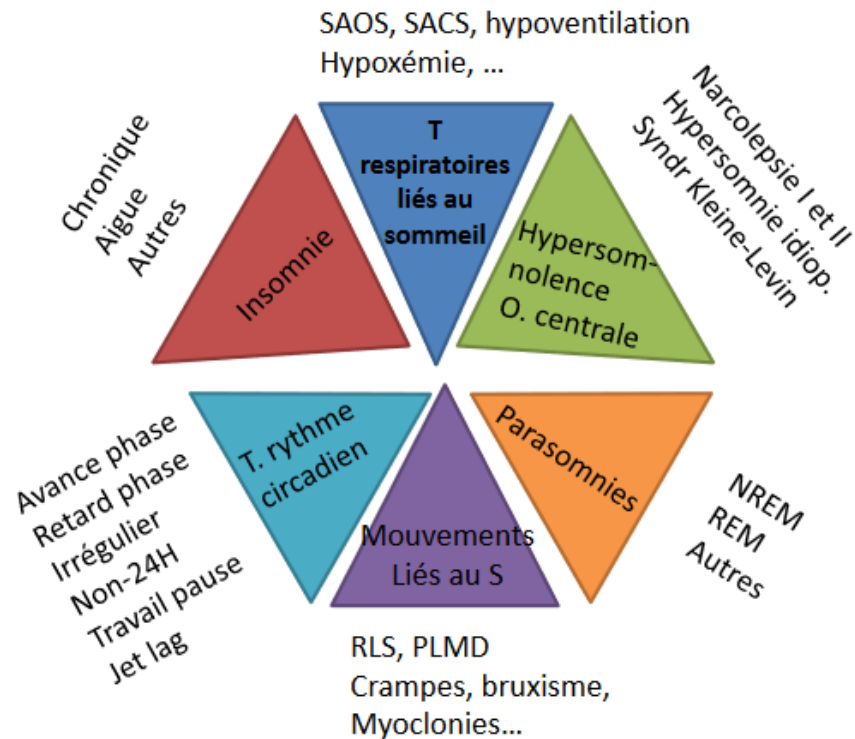 SAOS, SACS, hypoventilation
Hypoxémie, ...
T
respiratoires
liés au
sommeil
Narcolepsie I et II
Hypersomnie idiop.
Syndr Kleine-Levin
Hypersom-
nolence
O. centrale
Parasomnies
NREM
REM
Autres
Mouvements
Liés au S
RLS, PLMD
Crampes, bruxisme,
Myoclonies...
T. rythme
circadien
Avance phase
Retard phase
Irrégulier
Non-24H
Travail pause
Jet lag
Insomnie
Chronique
Aigue
Autres